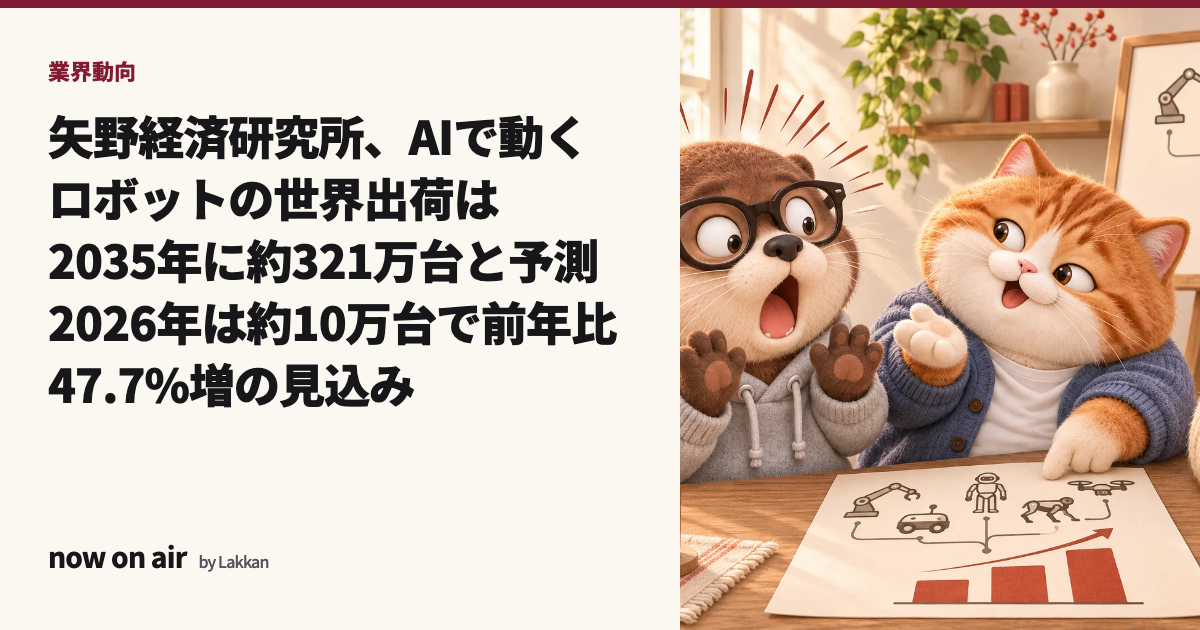 業界動向
矢野経済研究所、AIで動く
ロボットの世界出荷は
2035年に約321万台と予測
2026年は約10万台で前年比
47.7%増の見込み
now on air by Lakkan